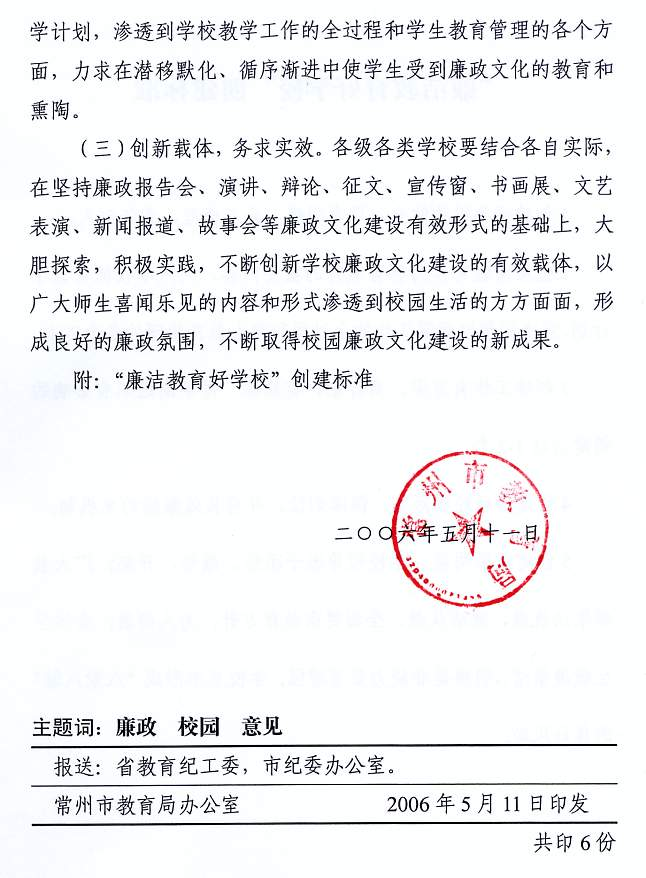 学计划，渗透到学校教学工作的全过程和学生教育管理的各个方
面，力求在潜移默化、循序渐进中使学生受到廉政文化的教育和
熏陶。
（三）创新载体，务求实效。各级各类学校要结合各自实际，
在坚持廉政报告会、演讲、辩论、征文、宣传窗、书画展、文艺
表演、新闻报道、故事会等廉政文化建设有效形式的基础上，大
胆探索，积极实践，不断创新学校廉政文化建设的有效载体，以
广大师生喜闻乐见的内容和形式渗透到校园生活的方方面面，形
成良好的廉政氛围，不断取得校园廉政文化建设的新成果。
附：“廉洁教育好学校”创建标准
常州市教育局
二〇〇六年五月十一日
主题词：廉政 校园 意见
报送：省教育纪工委，市纪委办公室。
常州市教育局办公室 2006 年 5 月 11 日印发
共印 6 份